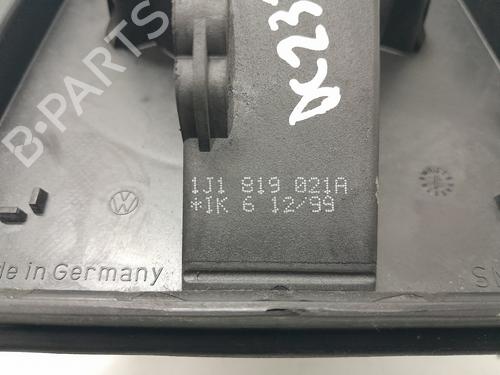 B-PARTS
1J1 819 021A
*IK 6 12/99
de in Germany